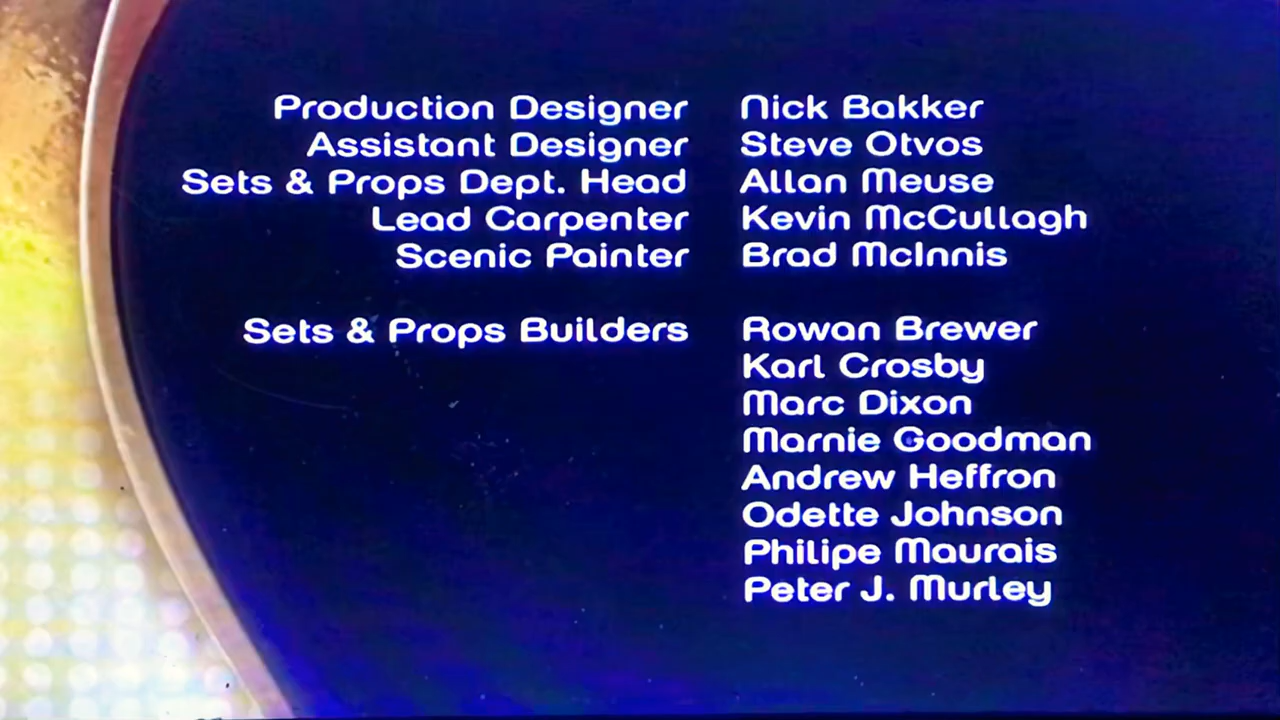 Production Designer Nick Bakker
Assistant Designer Steve Otvos
Sets & Props Dept. Head Allan Meuse
Lead Carpenter Kevin McCullagh
Scenic Painter Brad McInnis
Sets & Props Builders Rowan Brewer
Karl Crosby
Marc Dixon
Marnie Goodman
Andrew Heffron
Odette Johnson
Philipe Maurais
Peter J. Murley